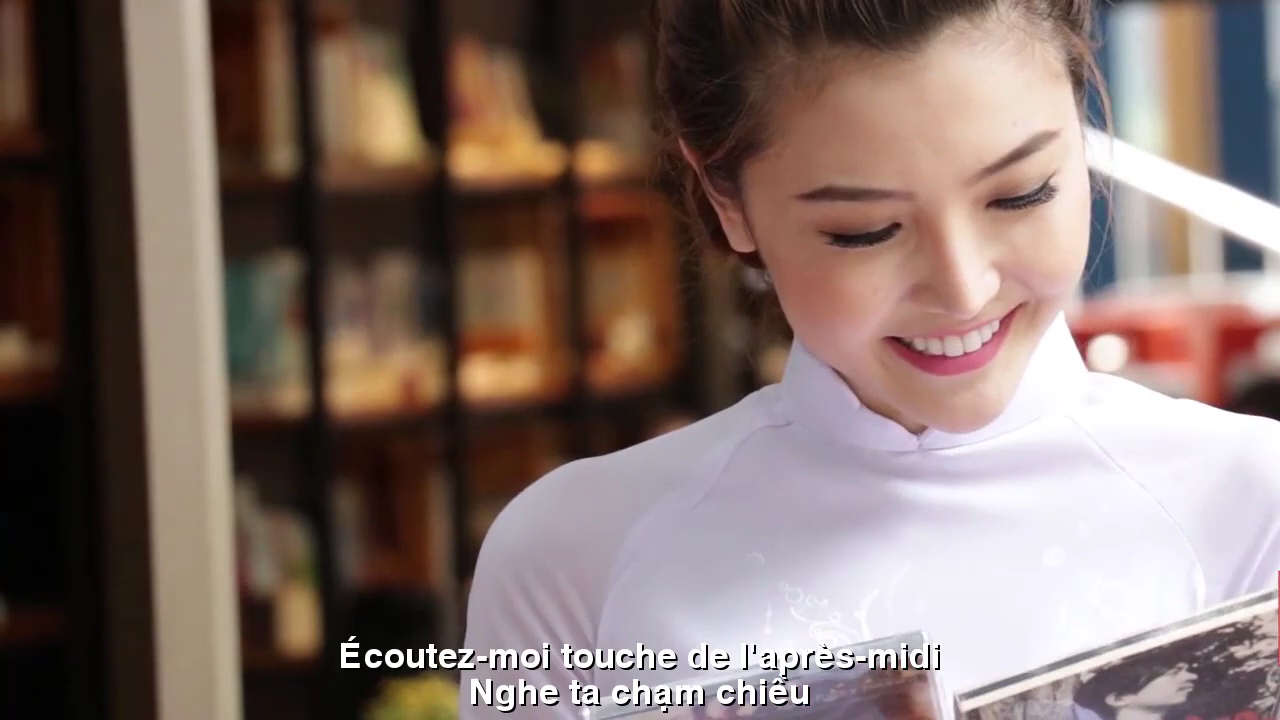 Écoutez-moi touche de l'après-midi
Nghe ta chạm chiều